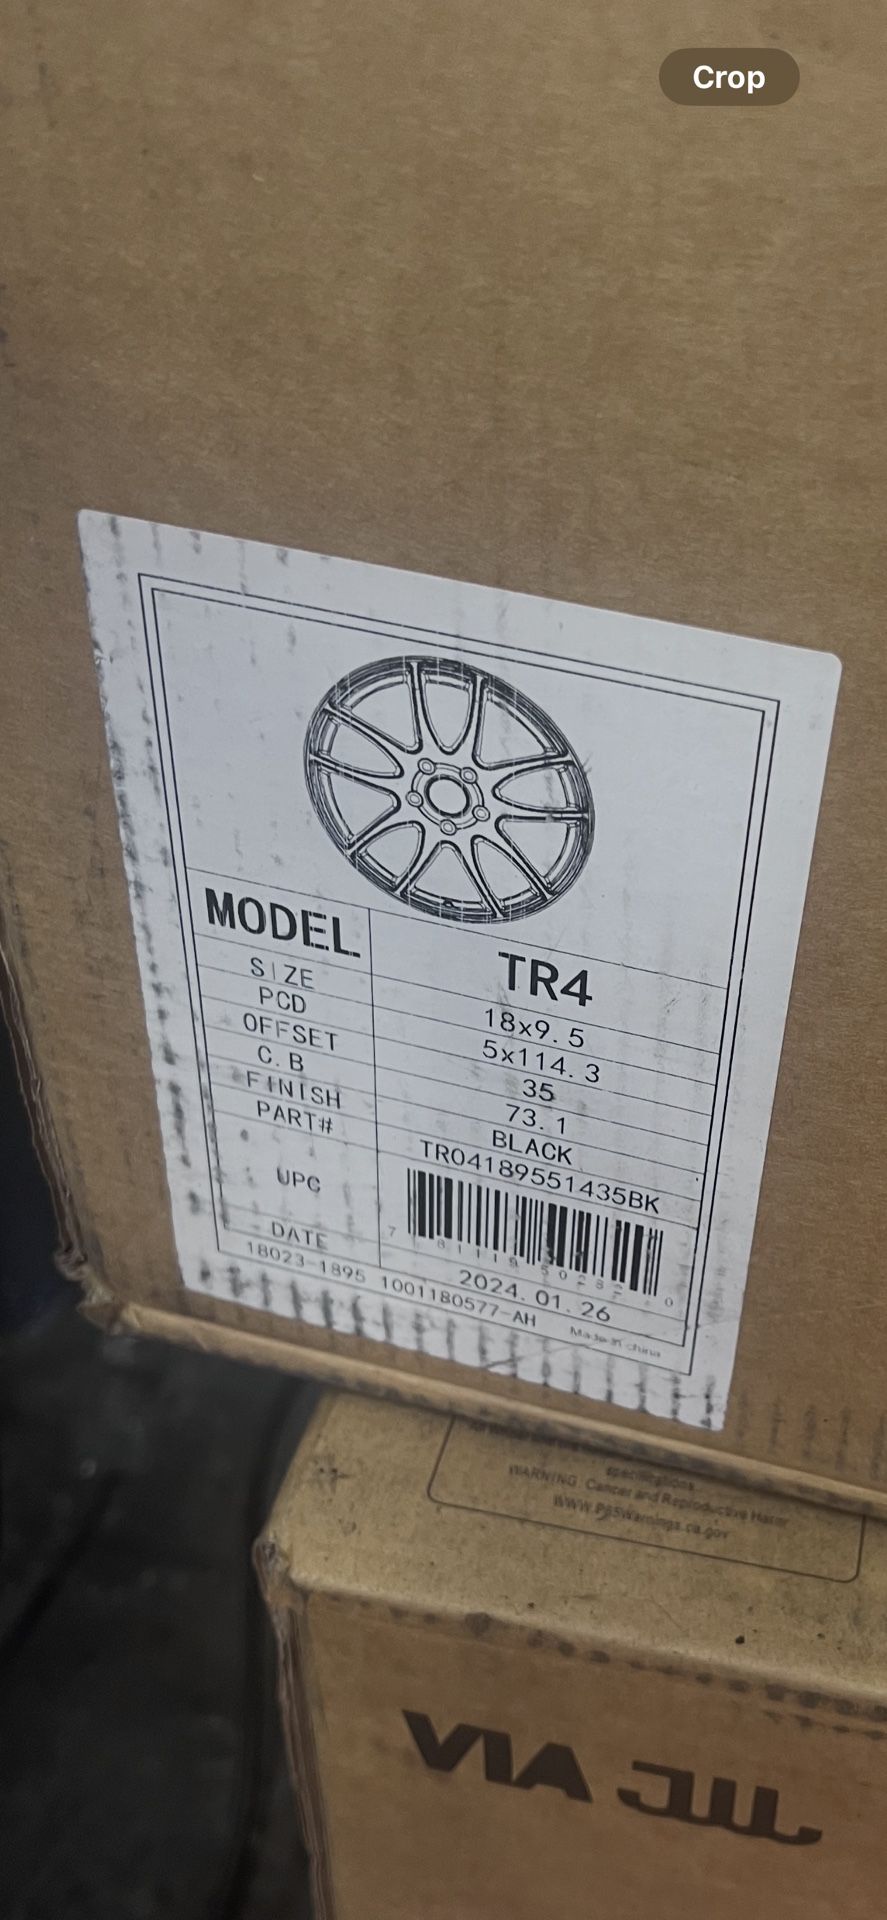 Crop
MODEL TR4
SIZE 18x9.5
PCD 5x114.3
OFFSET 35
C.B 73.1
FINISH BLACK
PART# TR04189551435BK
UPC
DATE 2024.01.26
18023-1895 1001180577-AH Made in china
specifications
WARNING: Cancer and Reproductive Harm
WWW.P65Warnings.ca.gov